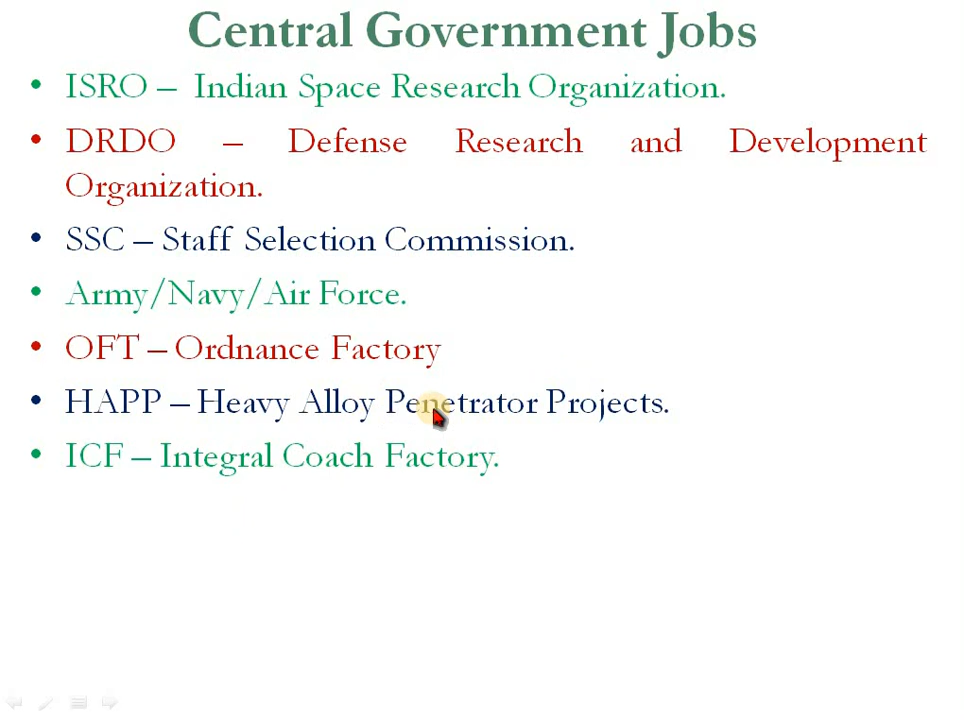 Central Government Jobs
• ISRO – Indian Space Research Organization.
• DRDO – Defense Research and Development
Organization.
• SSC – Staff Selection Commission.
• Army/Navy/Air Force.
• OFT – Ordnance Factory
• HAPP – Heavy Alloy Penetrator Projects.
• ICF – Integral Coach Factory.